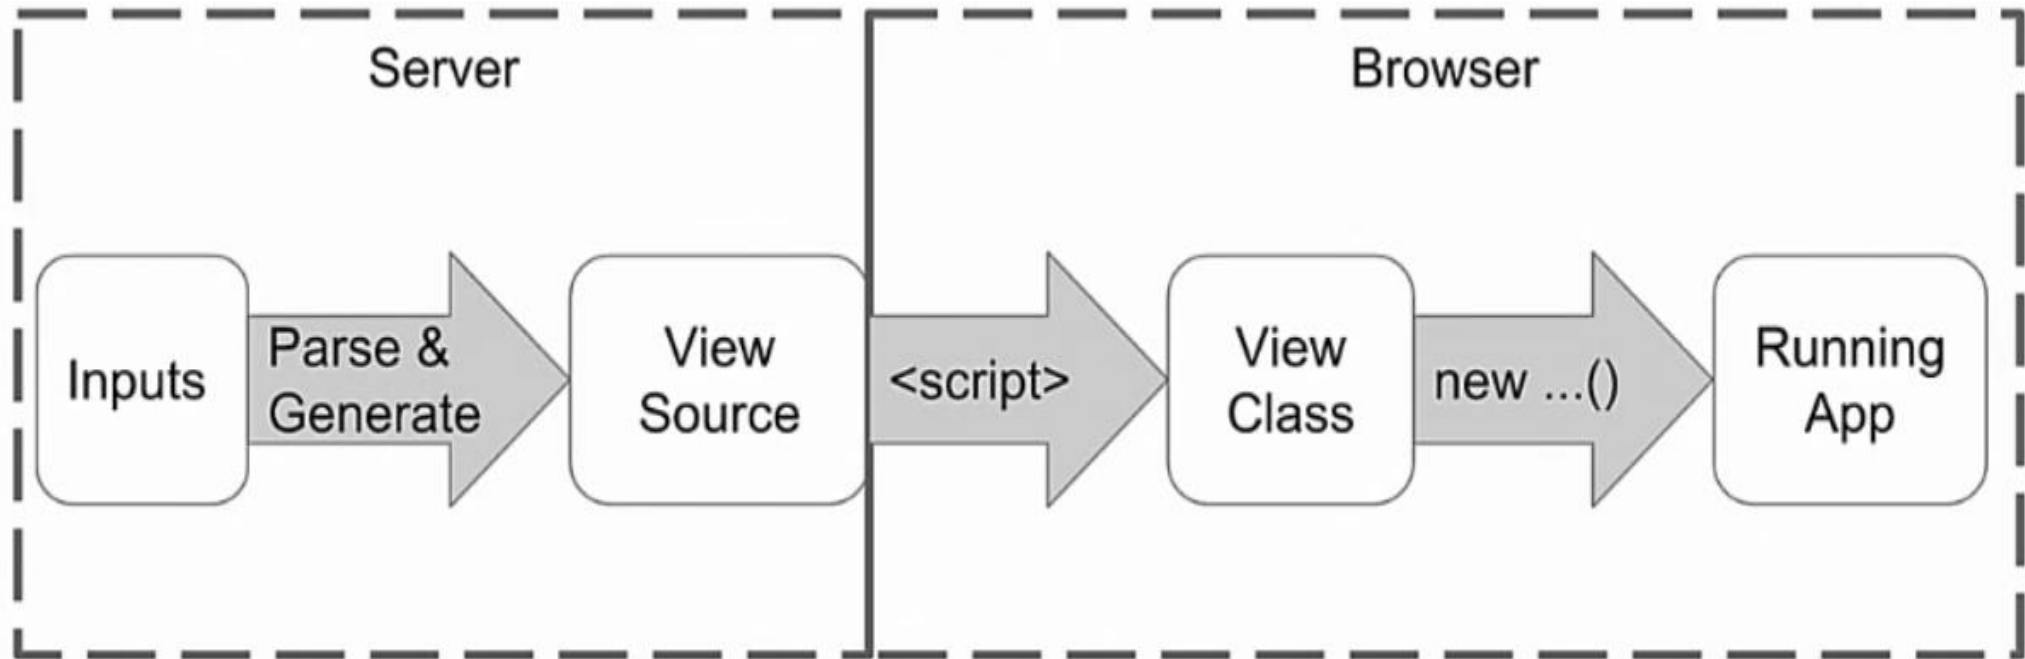 Server
Browser
Inputs
Parse &
Generate
View
Source
<script>
View
Class
new ...()
Running
App